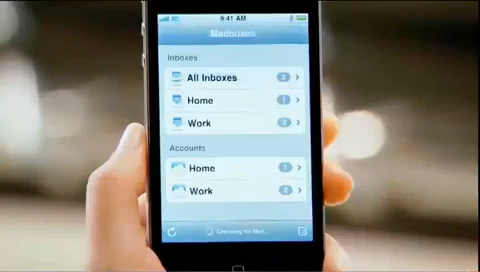 9:41 AM
Mailboxes
Inboxes
All Inboxes 3
Home 1
Work 2
Accounts
Home 1
Work 2
Checking for Mail...